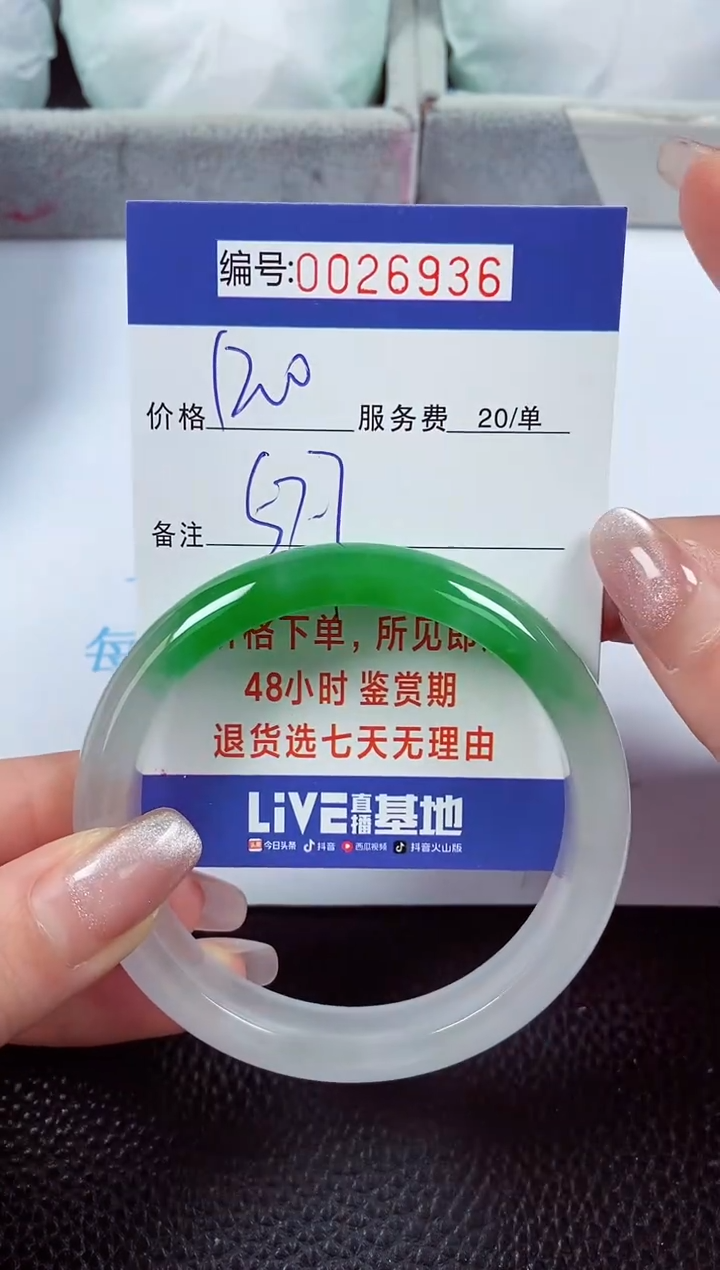 编号:0026936
价格 120 服务费 20/单
备注
格下单，所见即
48小时 鉴赏期
退货选七天无理由
LiVE直播基地
今日头条 抖音 西瓜视频 抖音火山版
每